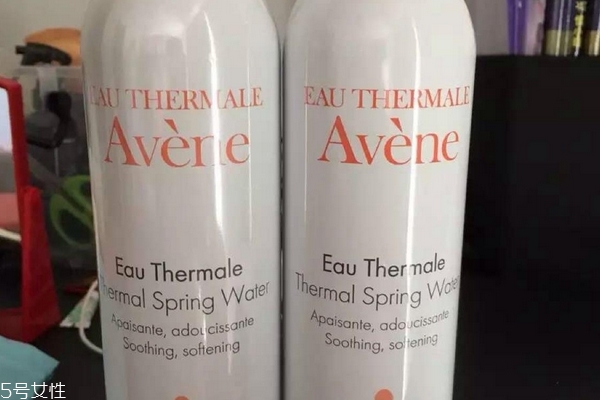 EAU THERMALE
Avène
Eau Thermale
Thermal Spring Water
Apaisante, adoucissante
Soothing, softening
EAU THERMALE
Avène
Eau Thermale
Thermal Spring Water
Apaisante, adoucissante
Soothing, softening
5号女性